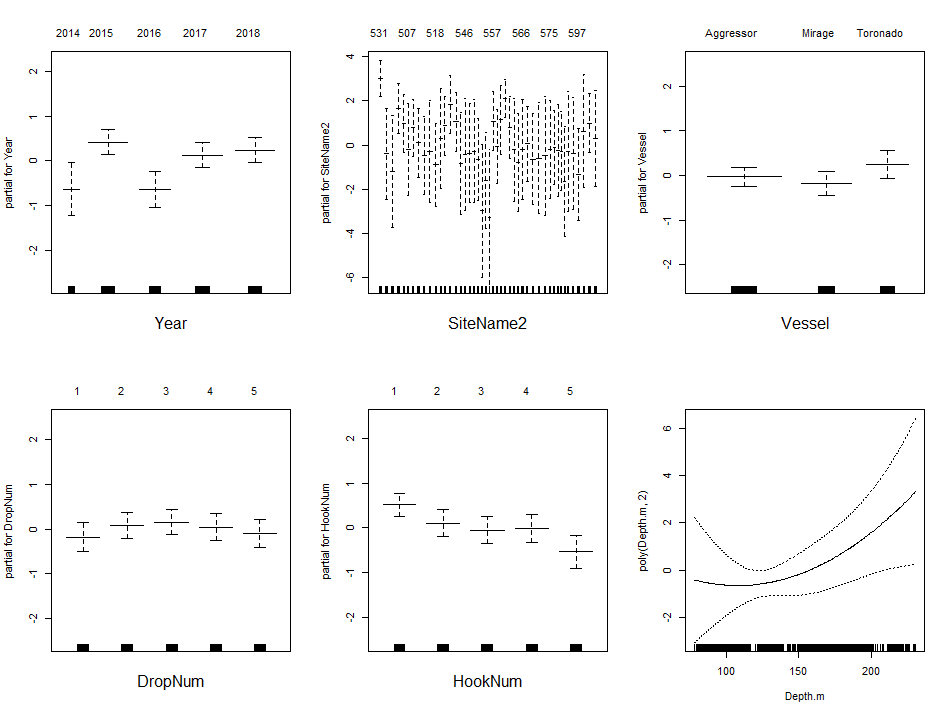 2014 2015 2016 2017 2018
partial for Year
2
1
0
-1
-2
Year
531 507 518 546 557 566 575 597
partial for SiteName2
4
2
0
-2
-4
-6
SiteName2
Aggressor Mirage Toronado
partial for Vessel
2
1
0
-1
-2
Vessel
1 2 3 4 5
partial for DropNum
2
1
0
-1
-2
DropNum
1 2 3 4 5
partial for HookNum
2
1
0
-1
-2
HookNum
poly(Depth.m, 2)
6
4
2
0
-2
100 150 200
Depth.m